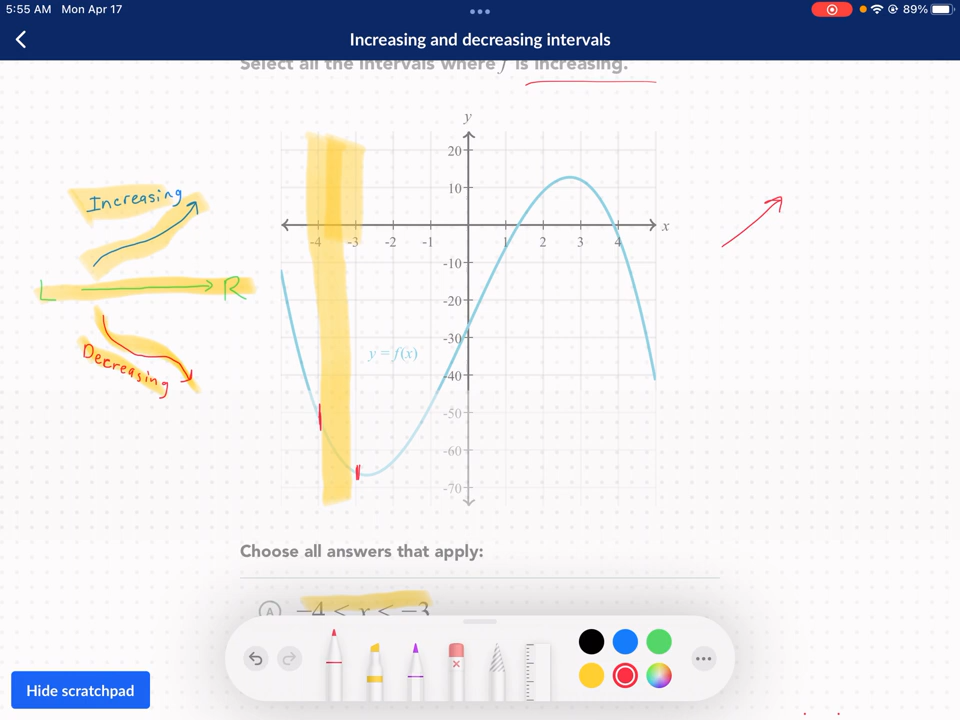 5:55 AM Mon Apr 17
89%
Increasing and decreasing intervals
Select all the intervals where f is increasing.
y
20
10
Increasing
x
-4 -3 -2 -1 1 2 3 4
-10
L R
-20
-30
y = f(x)
Decreasing
-40
-50
-60
-70
Choose all answers that apply:
A -4 < x < -3
Hide scratchpad